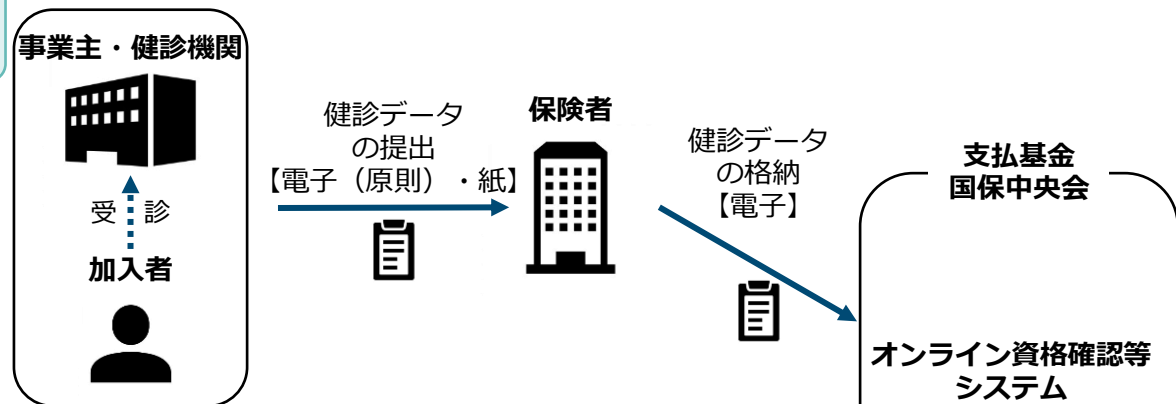 事業主・健診機関
受診
加入者
健診データ
の提出
【電子（原則）・紙】
保険者
健診データ
の格納
【電子】
支払基金
国保中央会
オンライン資格確認等
システム